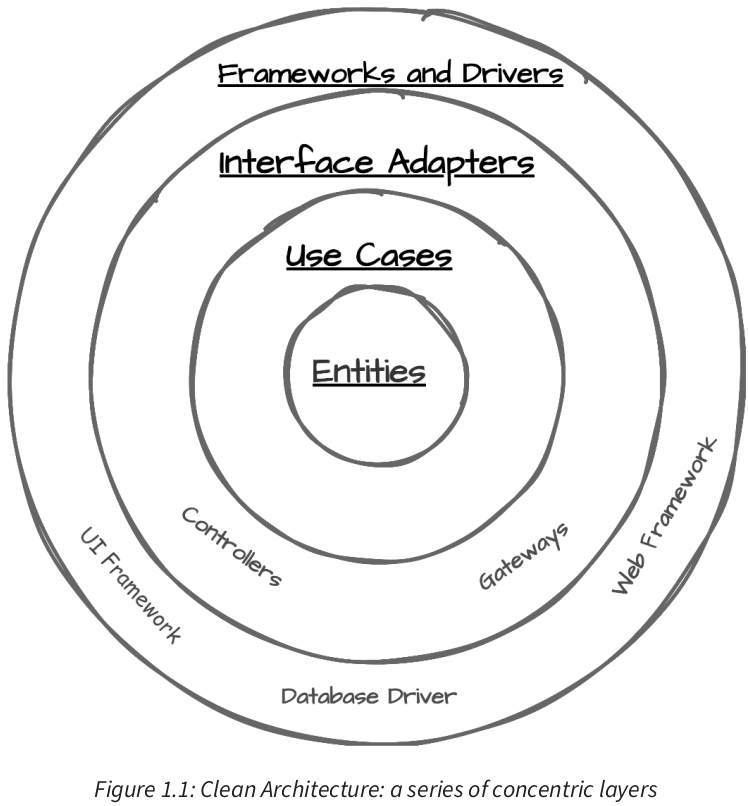 Frameworks and Drivers
Interface Adapters
Use Cases
Entities
Controllers
Gateways
UI Framework
Web Framework
Database Driver
Figure 1.1: Clean Architecture: a series of concentric layers